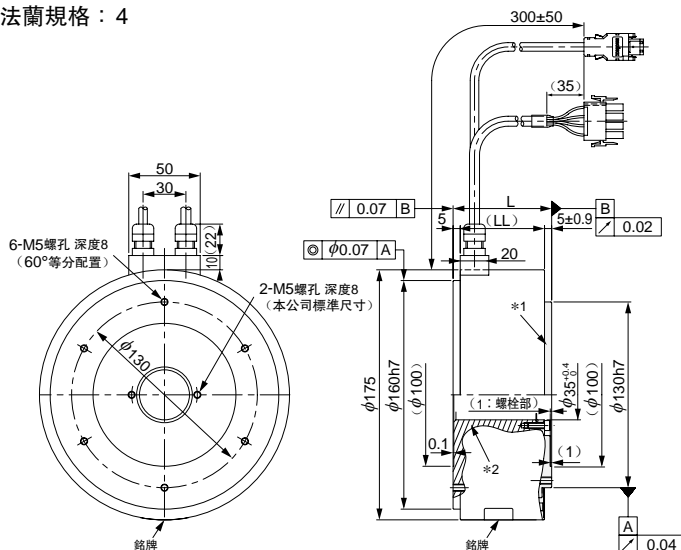 法蘭規格：4
300±50
（35）
50
30
// 0.07 B
L
B
5
（LL）
5±0.9
↗ 0.02
（22）
10
6-M5螺孔 深度8
（60°等分配置）
◎ ϕ0.07 A
20
2-M5螺孔 深度8
（本公司標準尺寸）
*1
ϕ130
ϕ175
ϕ160h7
（ϕ100）
（1：螺栓部）
ϕ35+0.4 0
（ϕ100）
ϕ130h7
0.1
*2
（1）
銘牌
銘牌
A
↗ 0.04